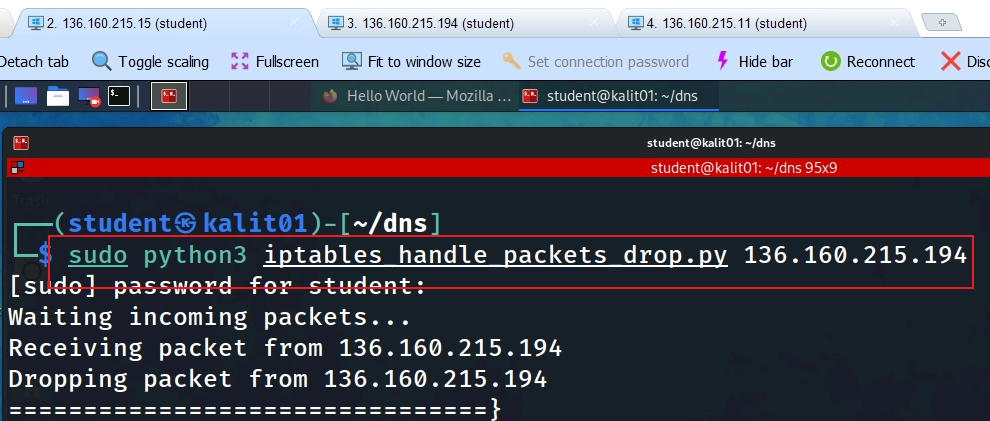 2. 136.160.215.15 (student)
3. 136.160.215.194 (student)
4. 136.160.215.11 (student)
Detach tab
Toggle scaling
Fullscreen
Fit to window size
Set connection password
Hide bar
Reconnect
Disc
Hello World — Mozilla ...
student@kalit01: ~/dns
student@kalit01: ~/dns
student@kalit01: ~/dns 95x9
Trash
(student㉿kalit01)-[~/dns]
$ sudo python3 iptables_handle_packets_drop.py 136.160.215.194
[sudo] password for student:
Waiting incoming packets...
Receiving packet from 136.160.215.194
Dropping packet from 136.160.215.194
================================}